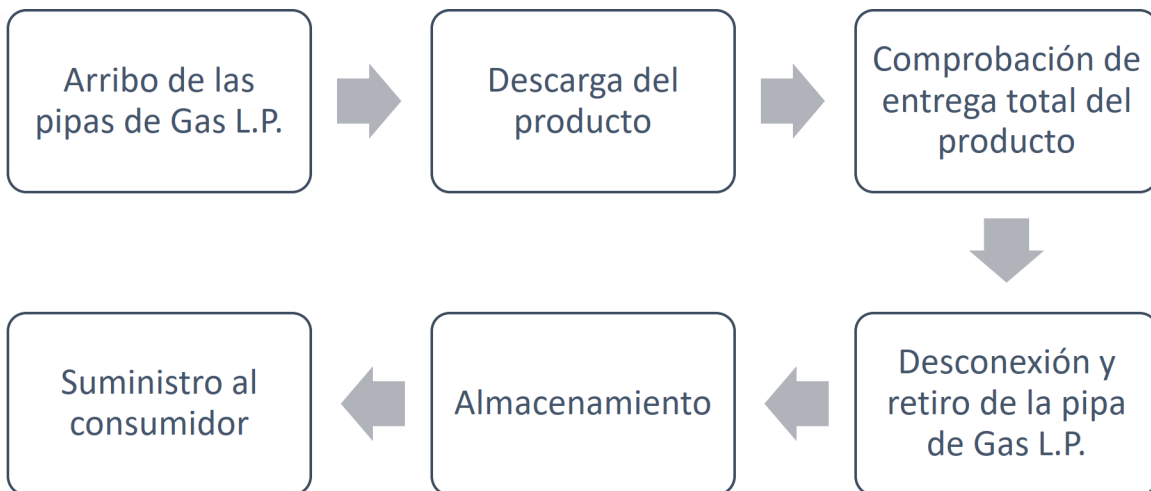 Arribo de las
pipas de Gas L.P.
Descarga del
producto
Comprobación de
entrega total del
producto
Desconexión y
retiro de la pipa
de Gas L.P.
Almacenamiento
Suministro al
consumidor